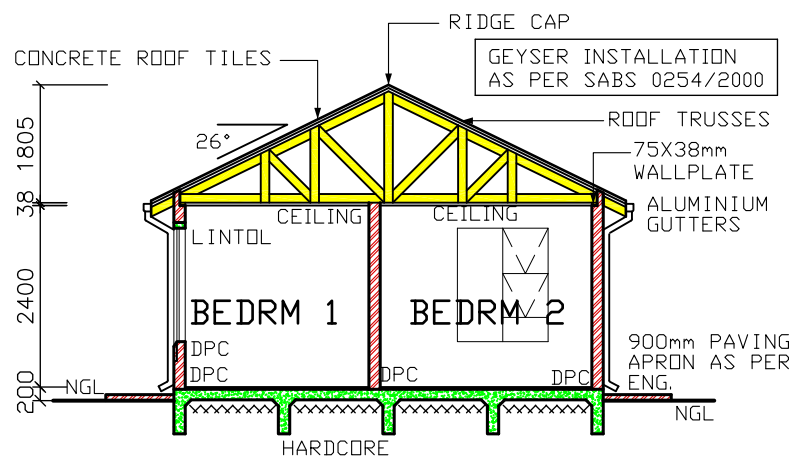 RIDGE CAP
CONCRETE ROOF TILES
GEYSER INSTALLATION
AS PER SABS 0254/2000
26°
ROOF TRUSSES
75X38mm
WALLPLATE
1805
38
2400
200
CEILING
CEILING
ALUMINIUM
GUTTERS
LINTOL
BEDRM 1
BEDRM 2
DPC
DPC
DPC
DPC
900mm PAVING
APRON AS PER
ENG.
NGL
NGL
HARDCORE